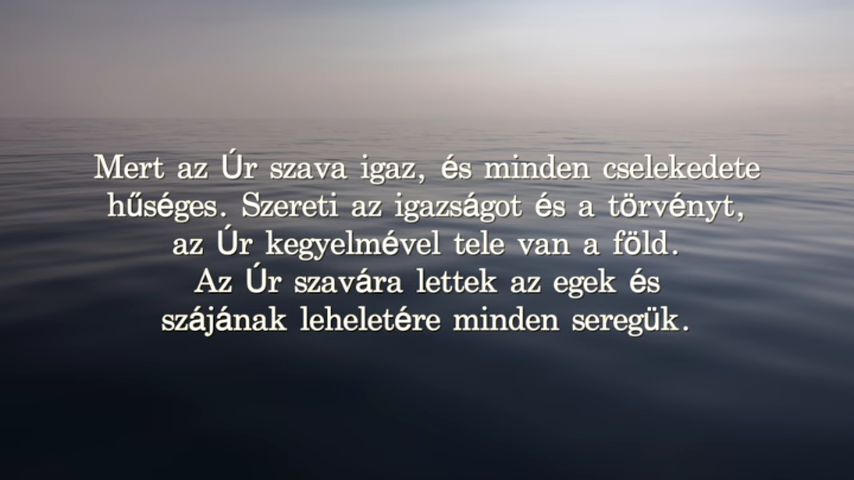 Mert az Úr szava igaz, és minden cselekedete
hűséges. Szereti az igazságot és a törvényt,
az Úr kegyelmével tele van a föld.
Az Úr szavára lettek az egek és
szájának leheletére minden seregük.